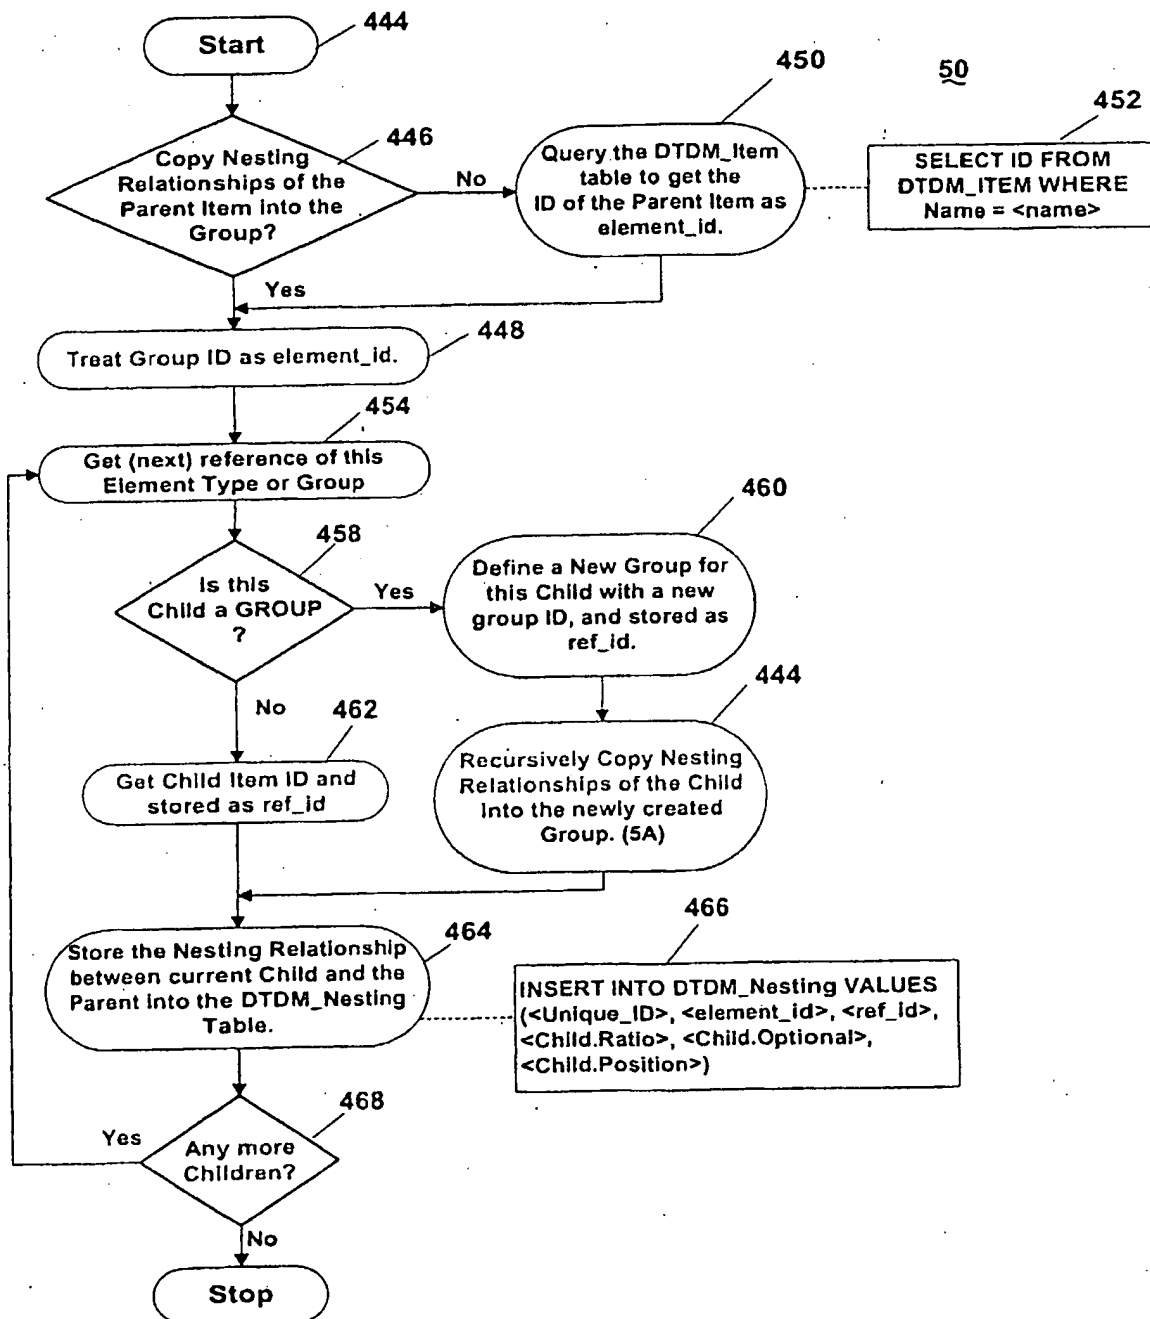 Start
444
Copy Nesting
Relationships of the
Parent Item into the
Group?
446
No
Query the DTDM_Item
table to get the
ID of the Parent Item as
element_id.
450
50
452
SELECT ID FROM
DTDM_ITEM WHERE
Name = <name>
Yes
Treat Group ID as element_id.
448
454
Get (next) reference of this
Element Type or Group
458
Is this
Child a GROUP
?
Yes
460
Define a New Group for
this Child with a new
group ID, and stored as
ref_id.
No
462
Get Child Item ID and
stored as ref_id
444
Recursively Copy Nesting
Relationships of the Child
into the newly created
Group. (5A)
Store the Nesting Relationship
between current Child and the
Parent into the DTDM_Nesting
Table.
464
466
INSERT INTO DTDM_Nesting VALUES
(<Unique_ID>, <element_id>, <ref_id>,
<Child.Ratio>, <Child.Optional>,
<Child.Position>)
468
Yes
Any more
Children?
No
Stop